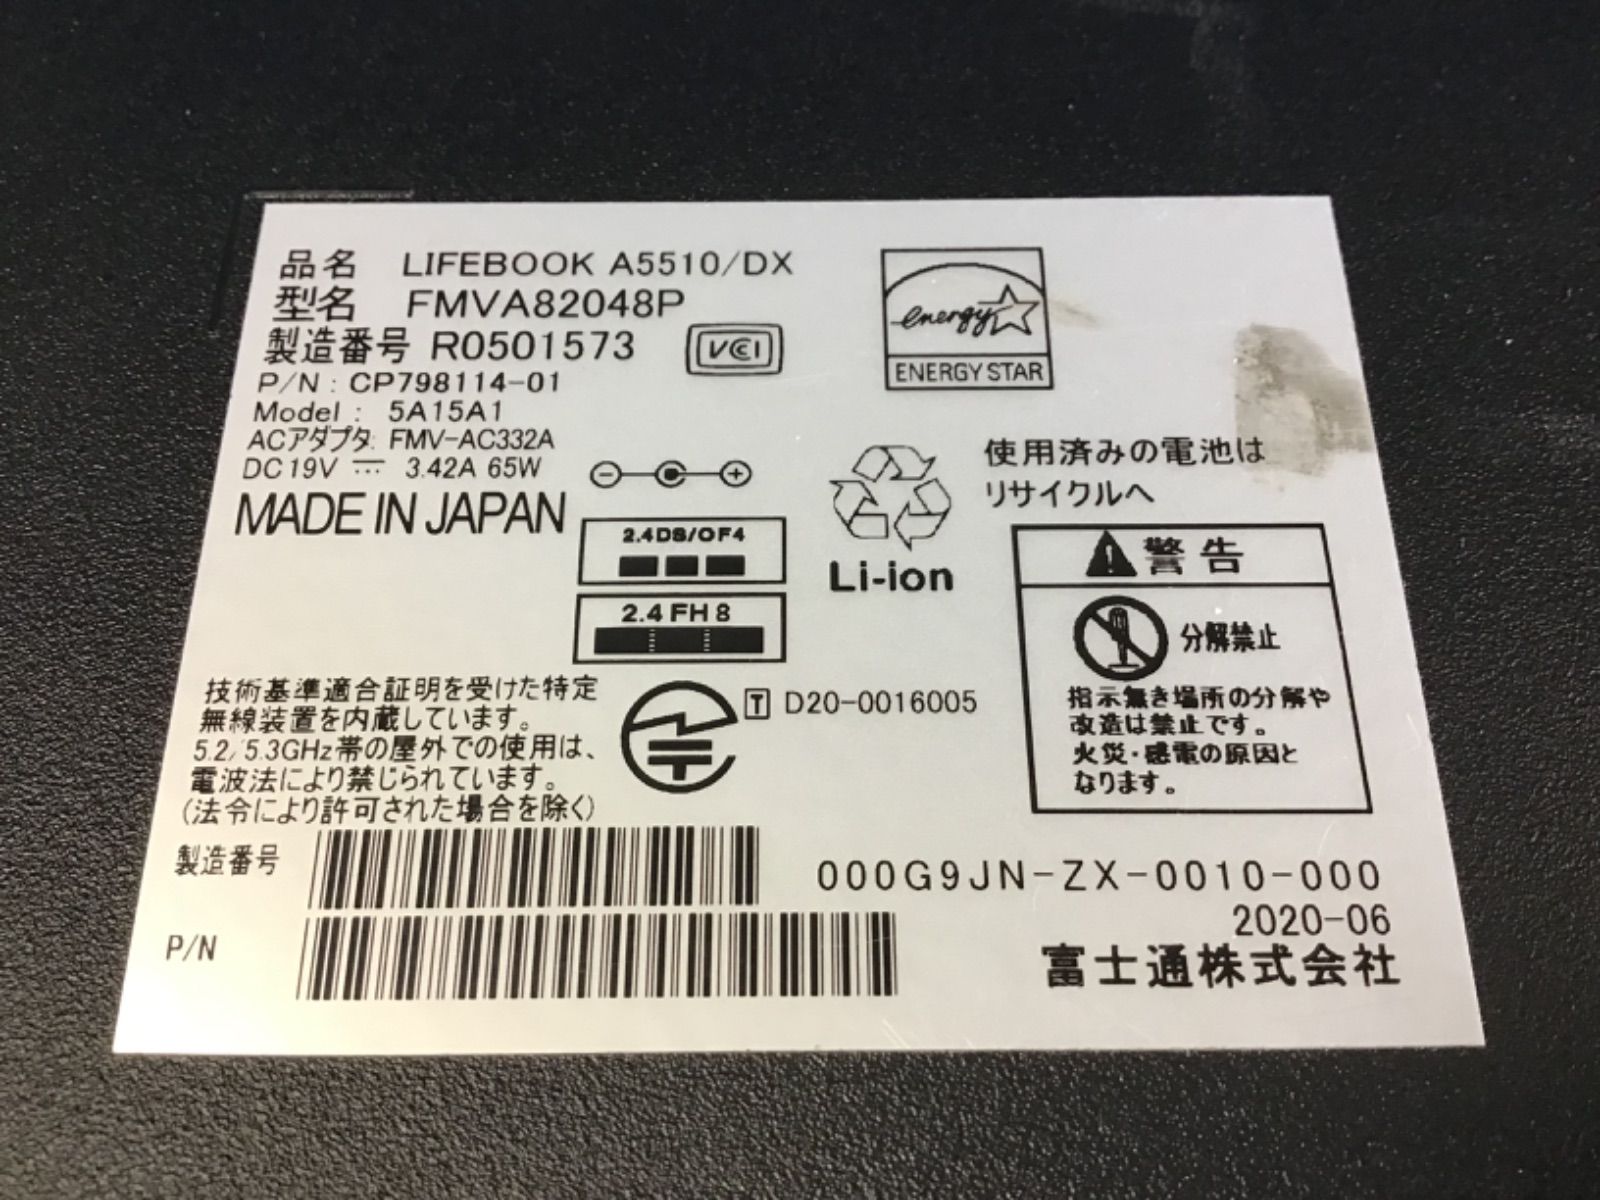 品名 LIFEBOOK A5510/DX
型名 FMVA82048P
製造番号 R0501573
VCI
P/N : CP798114-01
Model : 5A15A1
ACアダプタ: FMV-AC332A
DC19V ⎓ 3.42A 65W
MADE IN JAPAN
energy
ENERGY STAR
2.4DS/OF4
2.4FH8
Li-ion
使用済みの電池は
リサイクルへ
警告
分解禁止
指示無き場所の分解や
改造は禁止です。
火災・感電の原因と
なります。
技術基準適合証明を受けた特定
無線装置を内蔵しています。
5.2/5.3GHz帯の屋外での使用は、
電波法により禁じられています。
(法令により許可された場合を除く)
T D20-0016005
製造番号
P/N
000G9JN-ZX-0010-000
2020-06
富士通株式会社